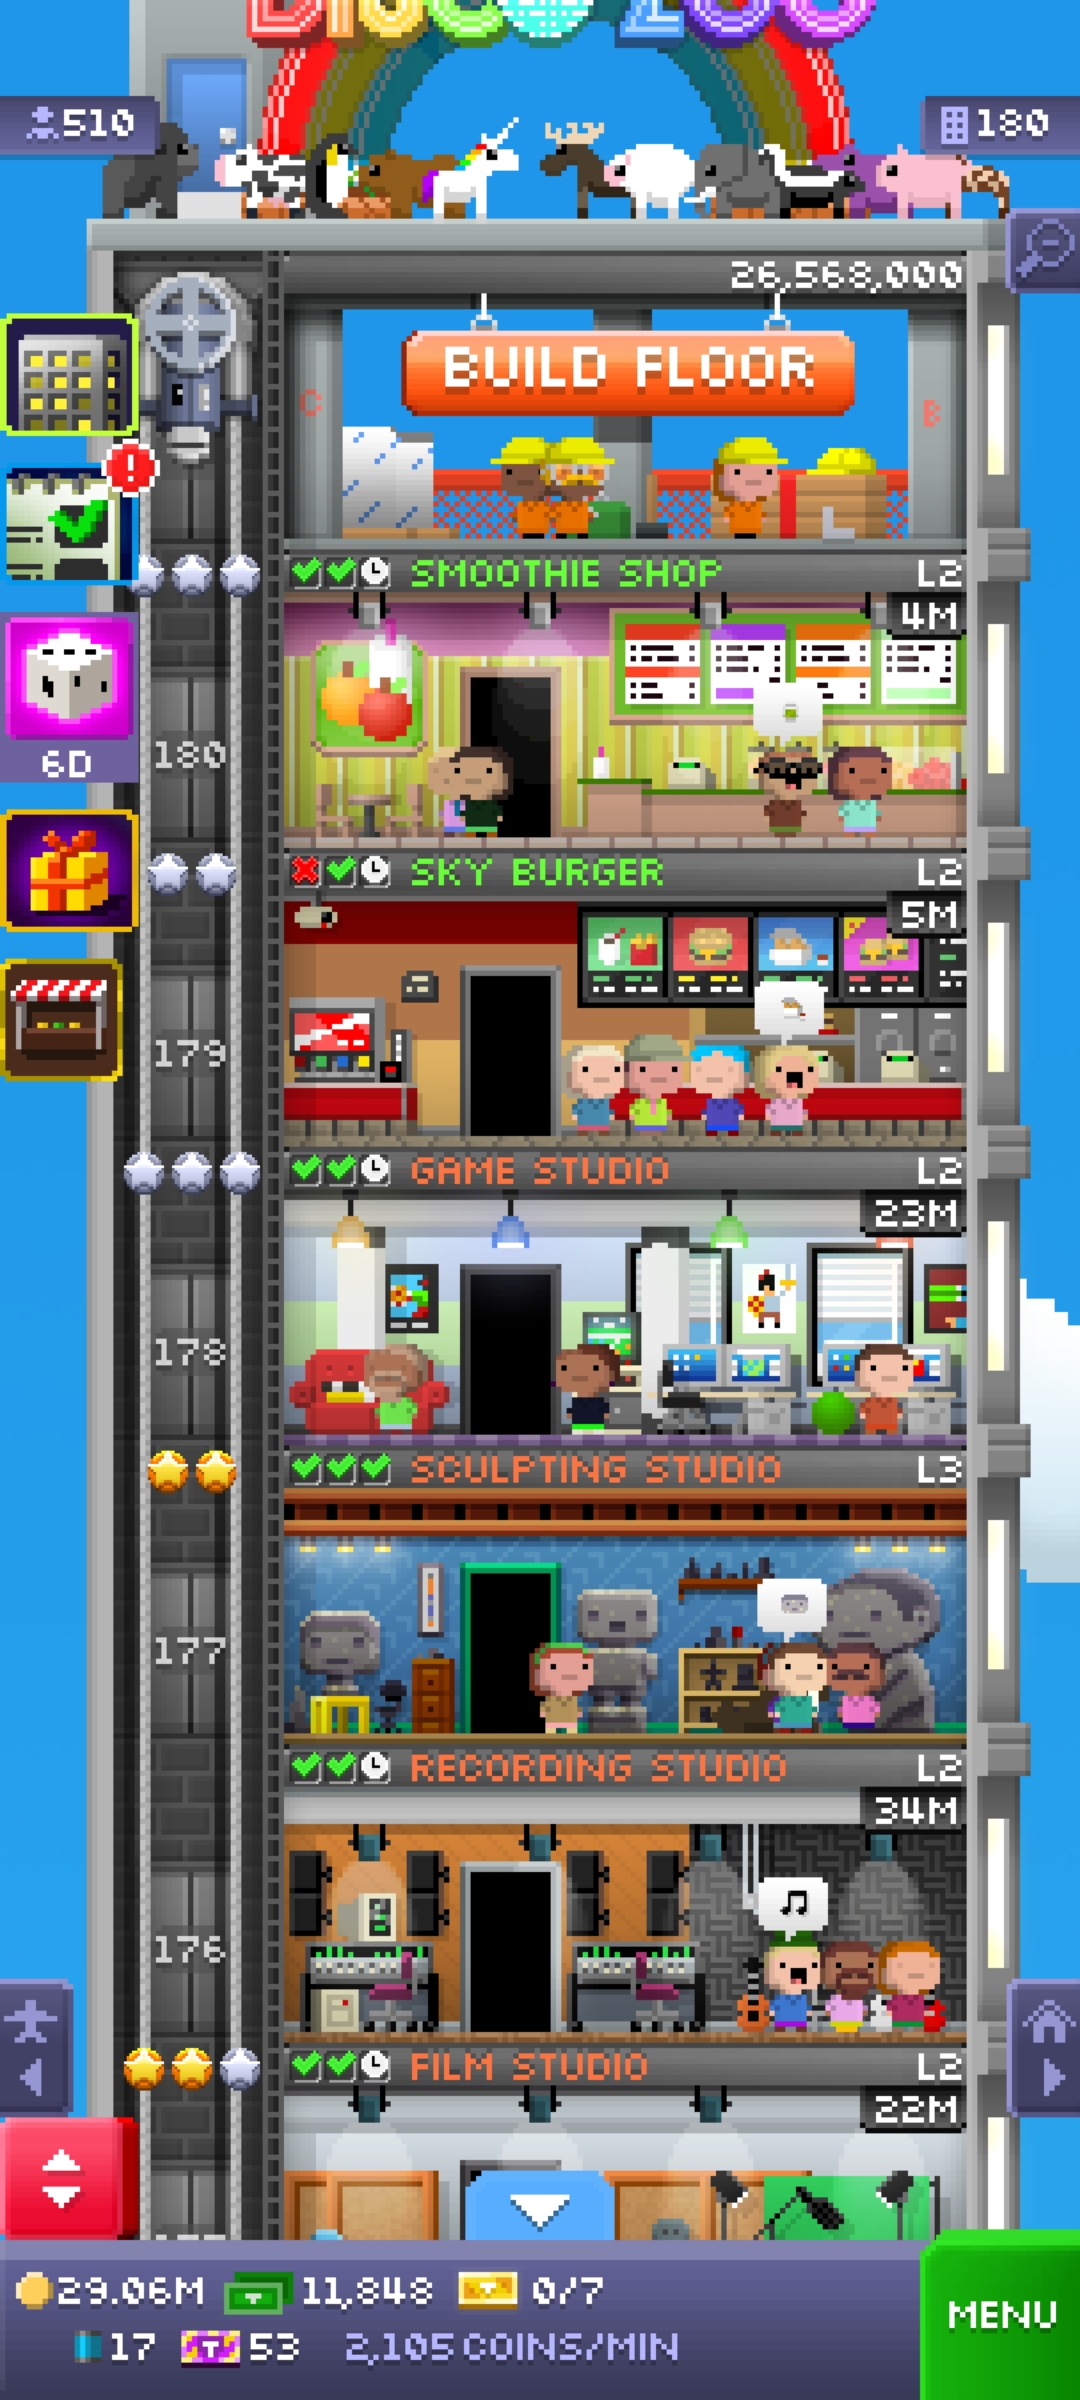 DISCO ZOO
510
180
26,568,000
BUILD FLOOR
C
B
SMOOTHIE SHOP L2
4M
6D
180
SKY BURGER L2
5M
179
GAME STUDIO L2
23M
178
SCULPTING STUDIO L3
177
RECORDING STUDIO L2
34M
176
FILM STUDIO L2
22M
29.06M 11,848 0/7
MENU
17 53 2,105 COINS/MIN